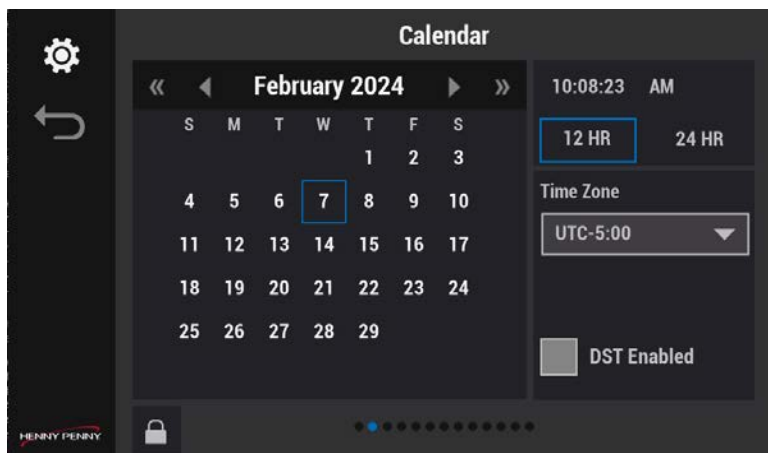 Calendar
« February 2024 »
S M T W T F S
1 2 3
4 5 6 7 8 9 10
11 12 13 14 15 16 17
18 19 20 21 22 23 24
25 26 27 28 29
10:08:23 AM
12 HR 24 HR
Time Zone
UTC-5:00
DST Enabled
HENNY PENNY